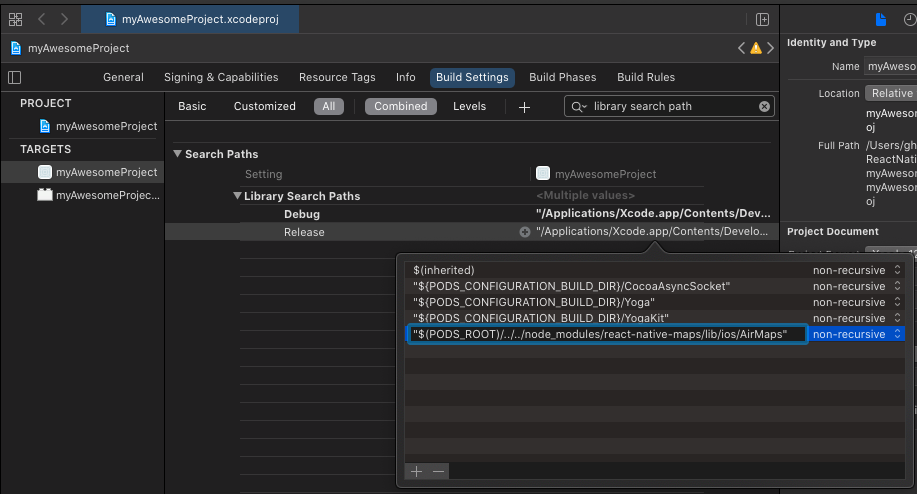 myAwesomeProject.xcodeproj
myAwesomeProject
General Signing & Capabilities Resource Tags Info Build Settings Build Phases Build Rules
PROJECT
myAwesomeProject
TARGETS
myAwesomeProject
myAwesomeProjec...
Basic Customized All Combined Levels + library search path
Search Paths
Setting myAwesomeProject
Library Search Paths <Multiple values>
Debug "/Applications/Xcode.app/Contents/Dev...
Release "/Applications/Xcode.app/Contents/Develo...
$(inherited) non-recursive
"${PODS_CONFIGURATION_BUILD_DIR}/CocoaAsyncSocket" non-recursive
"${PODS_CONFIGURATION_BUILD_DIR}/Yoga" non-recursive
"${PODS_CONFIGURATION_BUILD_DIR}/YogaKit" non-recursive
"${PODS_ROOT}/../../node_modules/react-native-maps/lib/ios/AirMaps" non-recursive
+ −
Identity and Type
Name myAweso
Location Relative
myAweso
oj
Full Path /Users/gh
ReactNati
myAweso
myAweso
oj
Project Document